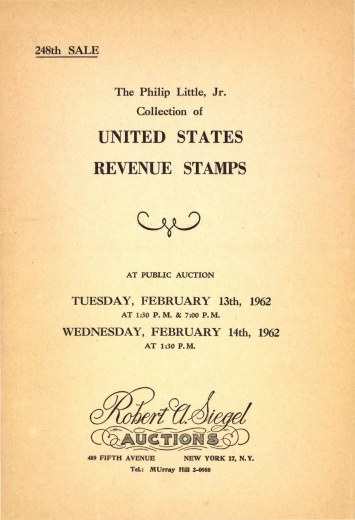 248th SALE
The Philip Little, Jr.
Collection of
UNITED STATES
REVENUE STAMPS
AT PUBLIC AUCTION
TUESDAY, FEBRUARY 13th, 1962
AT 1:30 P. M. & 7:00 P. M.
WEDNESDAY, FEBRUARY 14th, 1962
AT 1:30 P. M.
Robert A. Siegel
AUCTIONS
489 FIFTH AVENUE NEW YORK 17, N. Y.
Tel.: MUrray Hill 2-0980